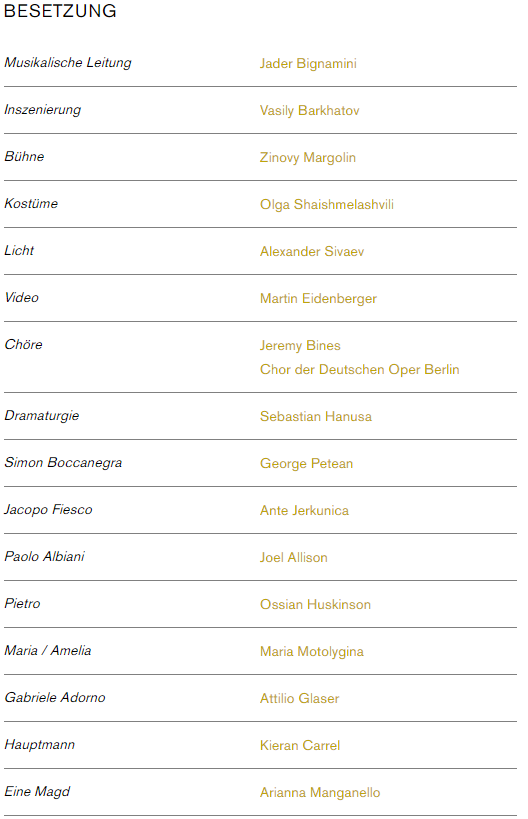 BESETZUNG
Musikalische Leitung Jader Bignamini
Inszenierung Vasily Barkhatov
Bühne Zinovy Margolin
Kostüme Olga Shaishmelashvili
Licht Alexander Sivaev
Video Martin Eidenberger
Chöre Jeremy Bines
Chor der Deutschen Oper Berlin
Dramaturgie Sebastian Hanusa
Simon Boccanegra George Petean
Jacopo Fiesco Ante Jerkunica
Paolo Albiani Joel Allison
Pietro Ossian Huskinson
Maria / Amelia Maria Motolygina
Gabriele Adorno Attilio Glaser
Hauptmann Kieran Carrel
Eine Magd Arianna Manganello